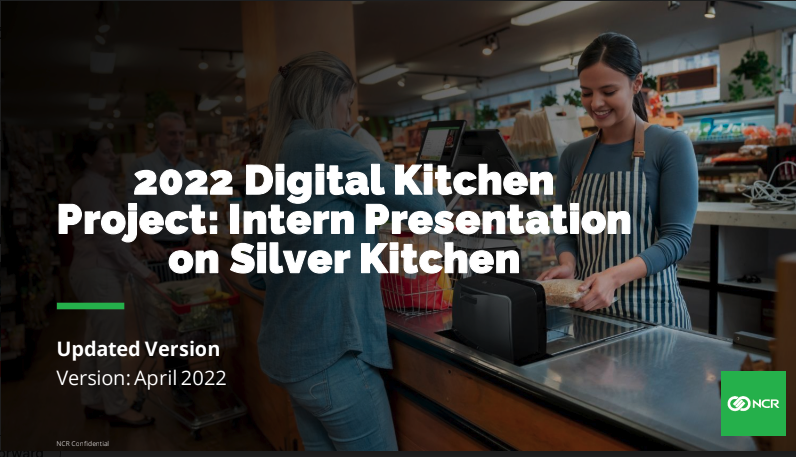 2022 Digital Kitchen
Project: Intern Presentation
on Silver Kitchen
Updated Version
Version: April 2022
NCR
NCR Confidential